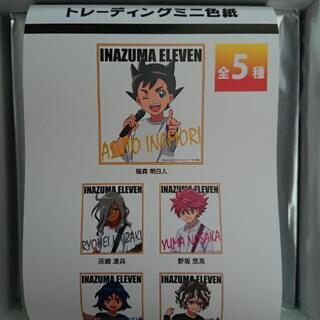 トレーディングミニ色紙
INAZUMA ELEVEN
全5種
ASUTO INAMORI
稲森 明日人
INAZUMA ELEVEN
INAZUMA ELEVEN
RYOHEI HAIZAKI
YUMA NOSAKA
灰崎 凌兵
野坂 悠馬
INAZUMA ELEVEN
INAZUMA ELEVEN